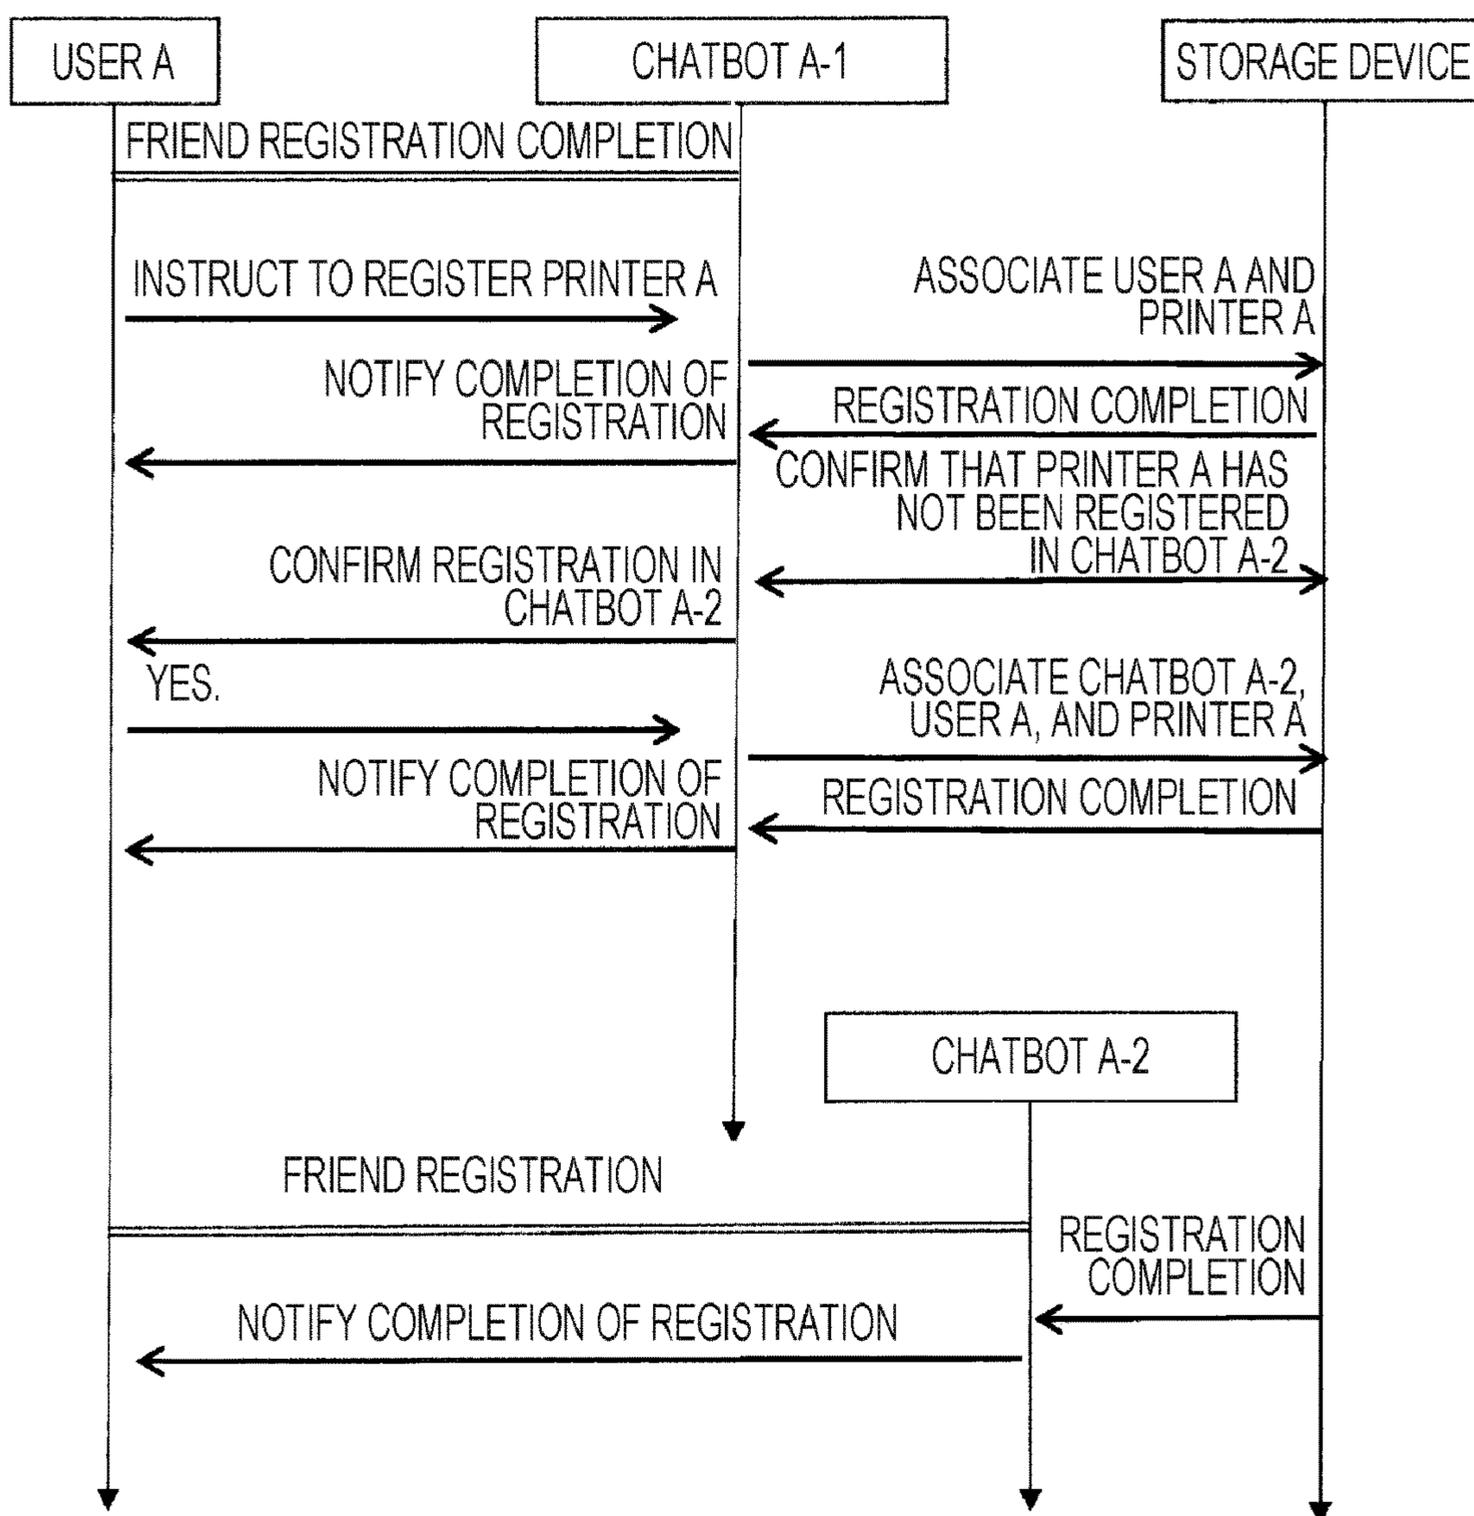 USER A
CHATBOT A-1
STORAGE DEVICE
FRIEND REGISTRATION COMPLETION
INSTRUCT TO REGISTER PRINTER A
ASSOCIATE USER A AND
PRINTER A
NOTIFY COMPLETION OF
REGISTRATION
REGISTRATION COMPLETION
CONFIRM THAT PRINTER A HAS
NOT BEEN REGISTERED
IN CHATBOT A-2
CONFIRM REGISTRATION IN
CHATBOT A-2
YES.
ASSOCIATE CHATBOT A-2,
USER A, AND PRINTER A
NOTIFY COMPLETION OF
REGISTRATION
REGISTRATION COMPLETION
CHATBOT A-2
FRIEND REGISTRATION
REGISTRATION
COMPLETION
NOTIFY COMPLETION OF REGISTRATION